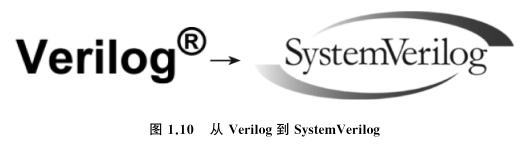 Verilog® → SystemVerilog
图 1.10 从 Verilog 到 SystemVerilog